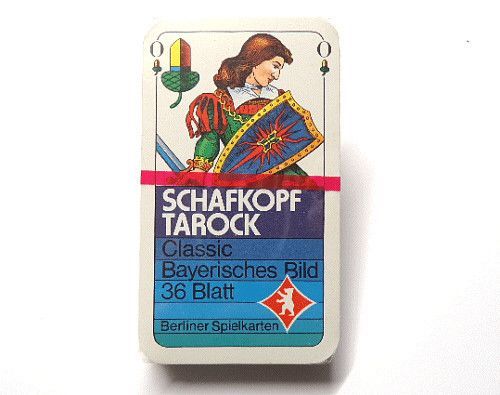 O O
SCHAFKOPF
TAROCK
Classic
Bayerisches Bild
36 Blatt
Berliner Spielkarten